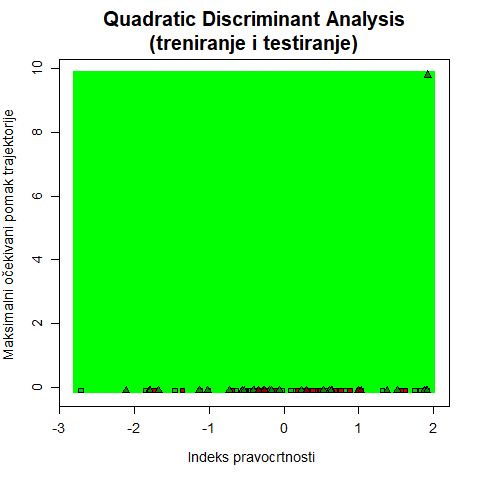 Quadratic Discriminant Analysis
(treniranje i testiranje)
Maksimalni očekivani pomak trajektorije
10
8
6
4
2
0
-3 -2 -1 0 1 2
Indeks pravocrtnosti